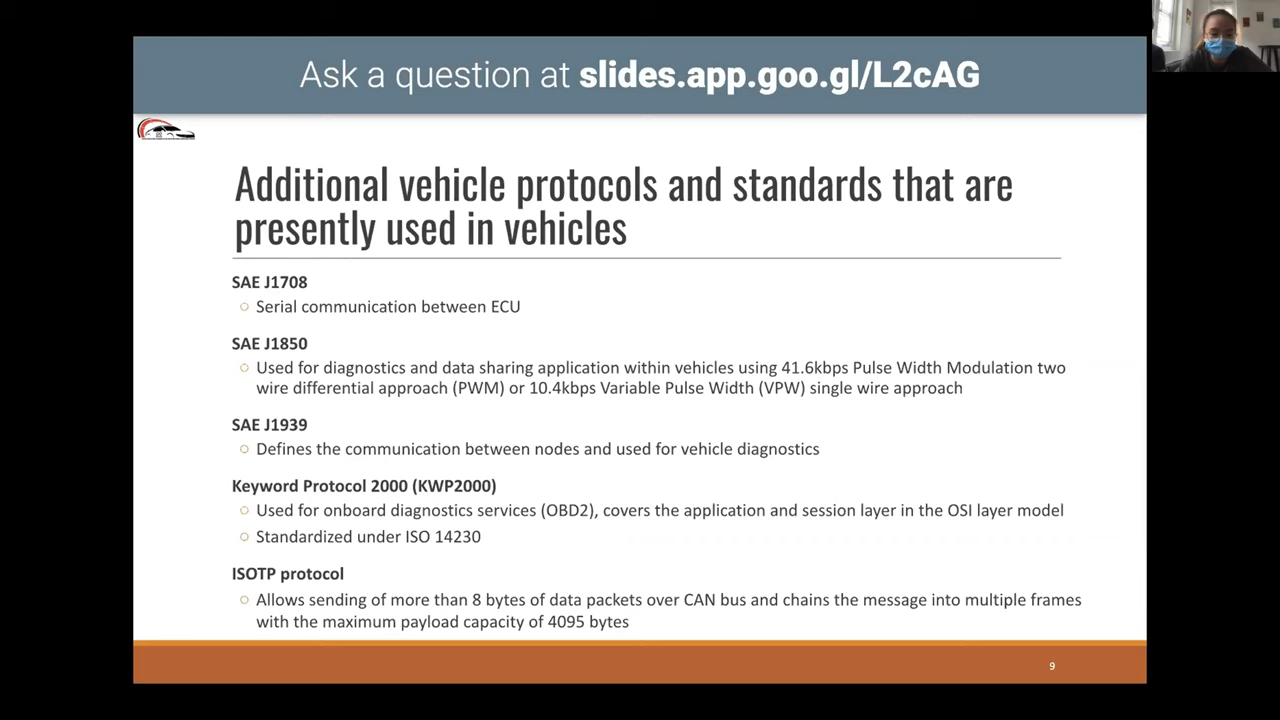 Ask a question at slides.app.goo.gl/L2cAG
Additional vehicle protocols and standards that are
presently used in vehicles
SAE J1708
Serial communication between ECU
SAE J1850
Used for diagnostics and data sharing application within vehicles using 41.6kbps Pulse Width Modulation two
wire differential approach (PWM) or 10.4kbps Variable Pulse Width (VPW) single wire approach
SAE J1939
Defines the communication between nodes and used for vehicle diagnostics
Keyword Protocol 2000 (KWP2000)
Used for onboard diagnostics services (OBD2), covers the application and session layer in the OSI layer model
Standardized under ISO 14230
ISOTP protocol
Allows sending of more than 8 bytes of data packets over CAN bus and chains the message into multiple frames
with the maximum payload capacity of 4095 bytes
9